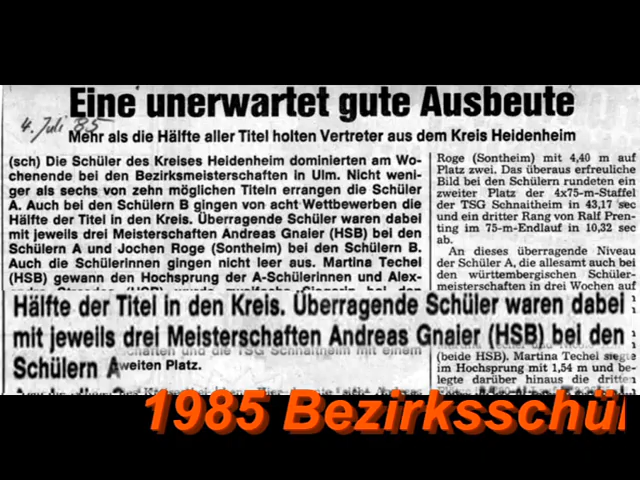 Eine unerwartet gute Ausbeute
4. Juli 85
Mehr als die Hälfte aller Titel holten Vertreter aus dem Kreis Heidenheim
(sch) Die Schüler des Kreises Heidenheim dominierten am Wo-
chenende bei den Bezirksmeisterschaften in Ulm. Nicht weni-
ger als sechs von zehn möglichen Titeln errangen die Schüler
A. Auch bei den Schülern B gingen von acht Wettbewerben die
Hälfte der Titel in den Kreis. Überragende Schüler waren dabei
mit jeweils drei Meisterschaften Andreas Gnaier (HSB) bei den
Schülern A und Jochen Roge (Sontheim) bei den Schülern B.
Auch die Schülerinnen gingen nicht leer aus. Martina Techel
(HSB) gewann den Hochsprung der A-Schülerinnen und Alex-
Hälfte der Titel in den Kreis. Überragende Schüler waren dabei
mit jeweils drei Meisterschaften Andreas Gnaier (HSB) bei den
Schülern A
weiten Platz.
Roge (Sontheim) mit 4,40 m auf
Platz zwei. Das überaus erfreuliche
Bild bei den Schülern rundeten ein
zweiter Platz der 4x75-m-Staffel
der TSG Schnaitheim in 43,17 sec
und ein dritter Rang von Ralf Pren-
ting im 75-m-Endlauf in 10,32 sec
ab.
An dieses überragende Niveau
der Schüler A, die allesamt auch bei
den württembergischen Schüler-
meisterschaften in drei Wochen auf
(beide HSB). Martina Techel siegte
im Hochsprung mit 1,54 m und be-
legte darüber hinaus die dritten
1985 Bezirksschül